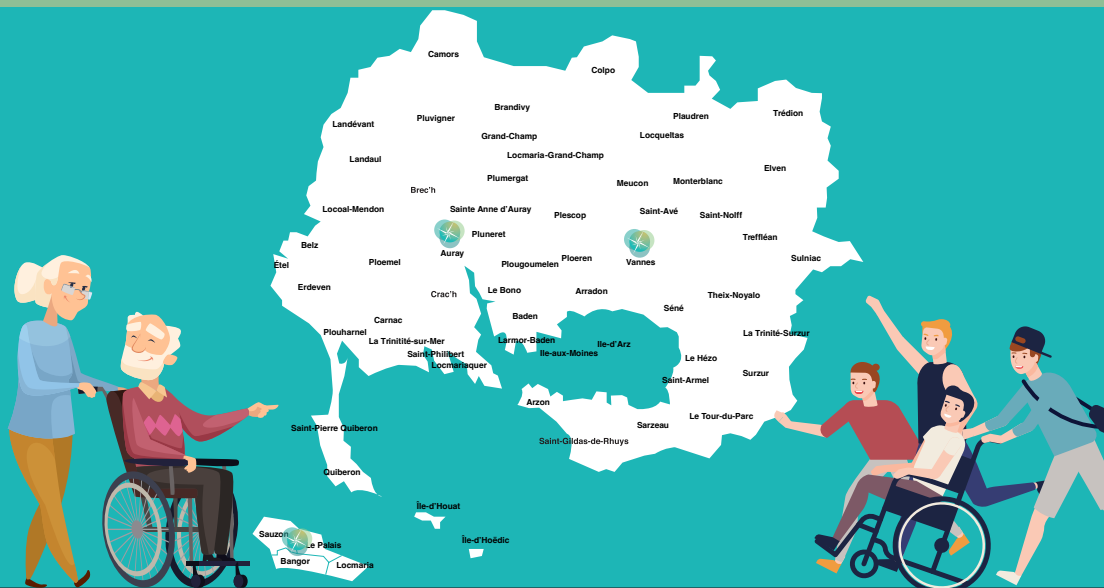 Camors
Colpo
Brandivy
Plaudren
Trédion
Landévant
Pluvigner
Grand-Champ
Locqueltas
Landaul
Locmaria-Grand-Champ
Elven
Plumergat
Meucon
Monterblanc
Brec'h
Locoal-Mendon
Sainte Anne d'Auray
Plescop
Saint-Avé
Saint-Nolff
Pluneret
Treffléan
Belz
Auray
Ploemel
Plougoumelen
Ploeren
Vannes
Sulniac
Étel
Erdeven
Crac'h
Le Bono
Arradon
Theix-Noyalo
Séné
Carnac
Baden
Plouharnel
La Trinitité-sur-Mer
Larmor-Baden
Ile-d'Arz
La Trinité-Surzur
Saint-Philibert
Ile-aux-Moines
Locmariaquer
Le Hézo
Saint-Armel
Surzur
Arzon
Le Tour-du-Parc
Saint-Pierre Quiberon
Sarzeau
Saint-Gildas-de-Rhuys
Quiberon
Île-d'Houat
Sauzon
Le Palais
Île-d'Hoëdic
Bangor
Locmaria